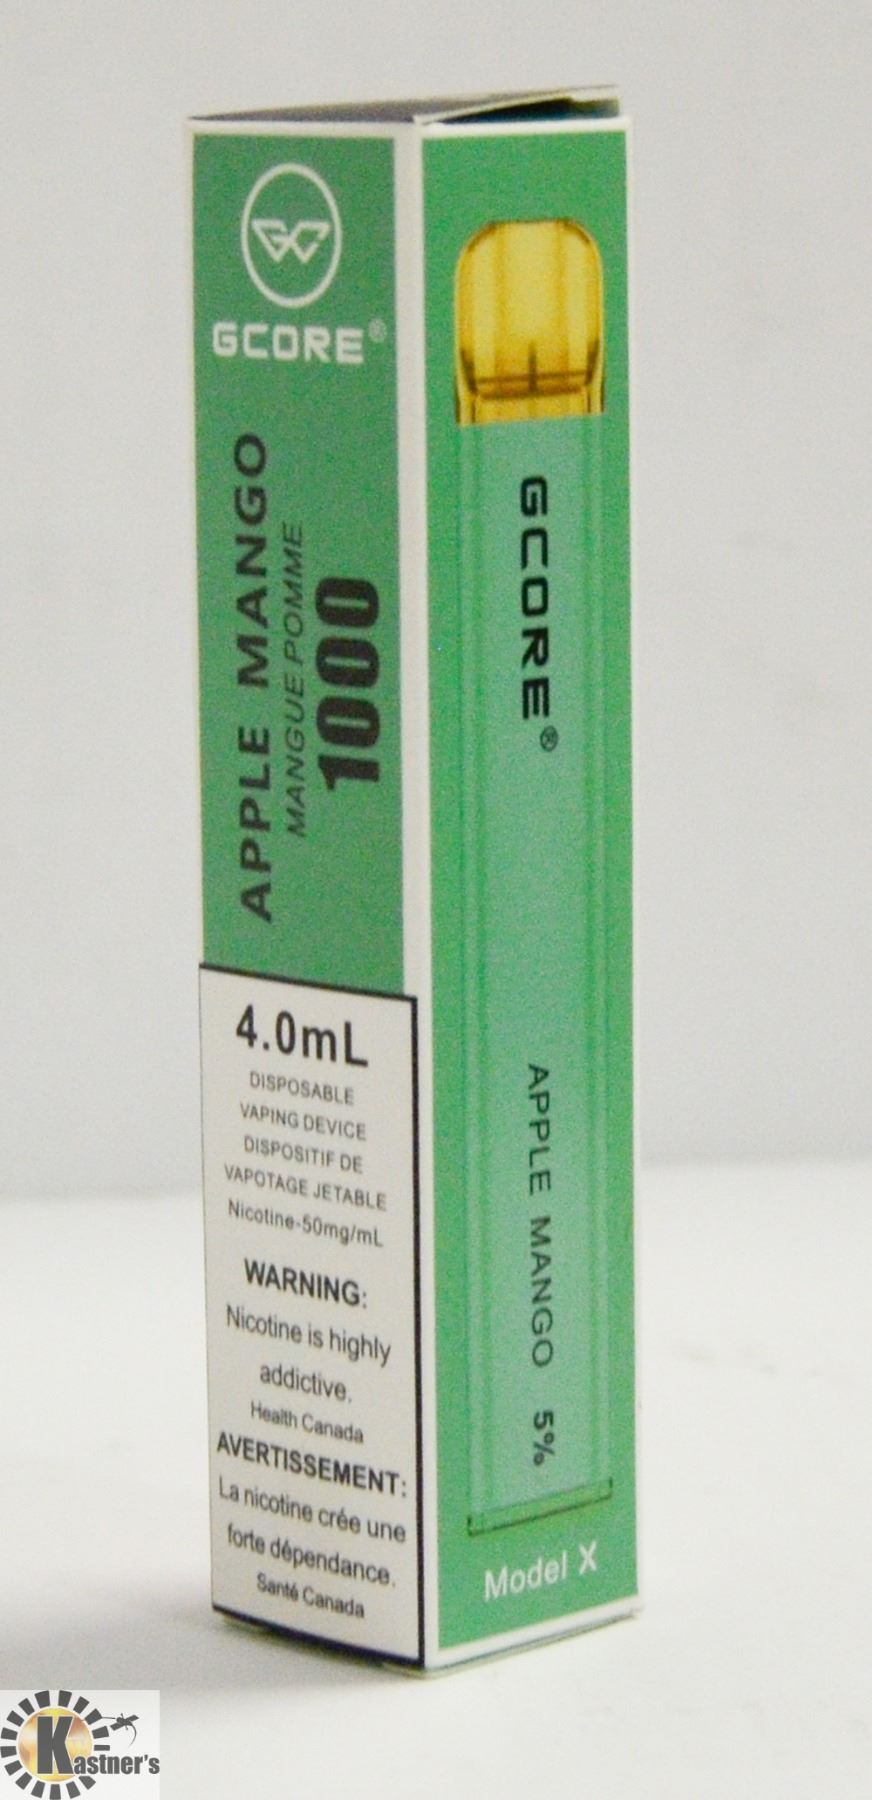 GC
GCORE®
APPLE MANGO
MANGUE POMME
1000
4.0mL
DISPOSABLE
VAPING DEVICE
DISPOSITIF DE
VAPOTAGE JETABLE
Nicotine-50mg/mL
WARNING:
Nicotine is highly
addictive.
Health Canada
AVERTISSEMENT:
La nicotine crée une
forte dépendance.
Santé Canada
GCORE®
APPLE MANGO 5%
Model X
Kastner's